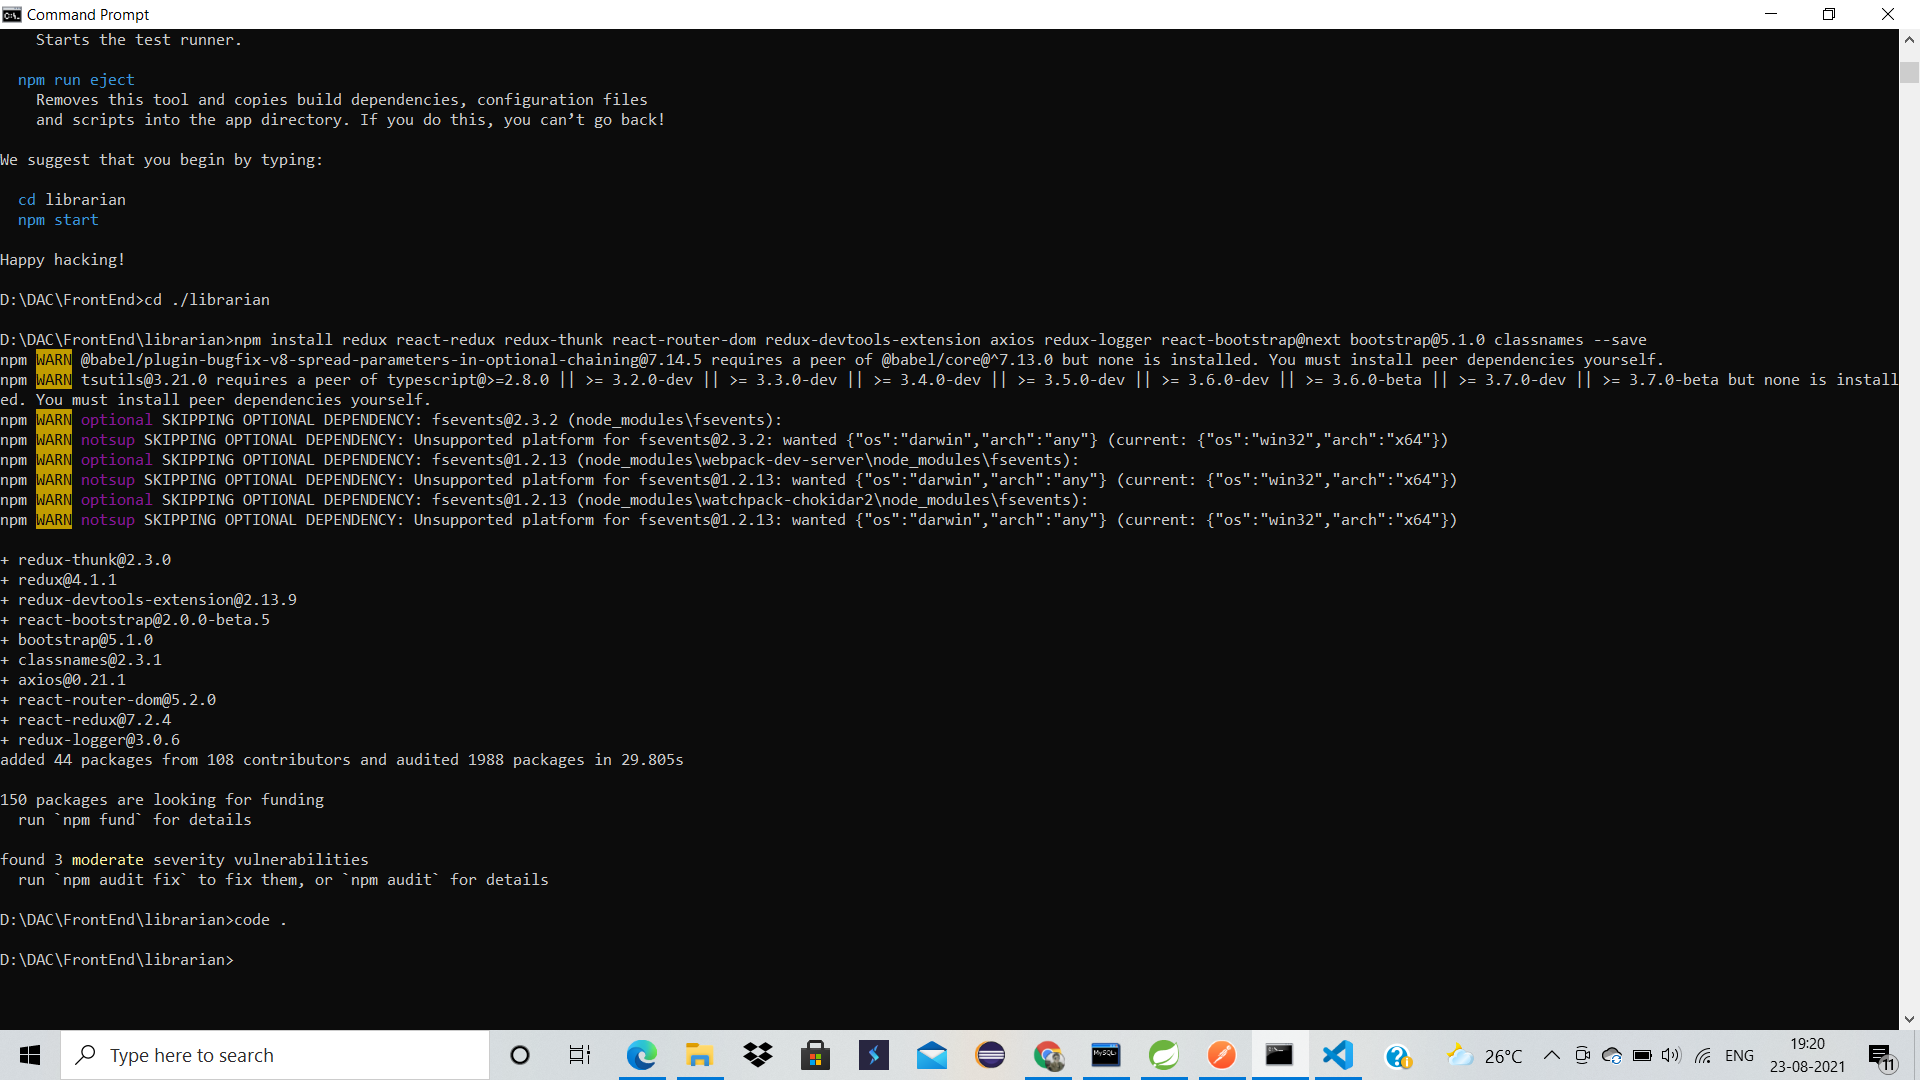 Command Prompt
Starts the test runner.
npm run eject
Removes this tool and copies build dependencies, configuration files
and scripts into the app directory. If you do this, you can’t go back!
We suggest that you begin by typing:
cd librarian
npm start
Happy hacking!
D:\DAC\FrontEnd>cd ./librarian
D:\DAC\FrontEnd\librarian>npm install redux react-redux redux-thunk react-router-dom redux-devtools-extension axios redux-logger react-bootstrap@next bootstrap@5.1.0 classnames --save
npm WARN @babel/plugin-bugfix-v8-spread-parameters-in-optional-chaining@7.14.5 requires a peer of @babel/core@^7.13.0 but none is installed. You must install peer dependencies yourself.
npm WARN tsutils@3.21.0 requires a peer of typescript@>=2.8.0 || >= 3.2.0-dev || >= 3.3.0-dev || >= 3.4.0-dev || >= 3.5.0-dev || >= 3.6.0-dev || >= 3.6.0-beta || >= 3.7.0-dev || >= 3.7.0-beta but none is install
ed. You must install peer dependencies yourself.
npm WARN optional SKIPPING OPTIONAL DEPENDENCY: fsevents@2.3.2 (node_modules\fsevents):
npm WARN notsup SKIPPING OPTIONAL DEPENDENCY: Unsupported platform for fsevents@2.3.2: wanted {"os":"darwin","arch":"any"} (current: {"os":"win32","arch":"x64"})
npm WARN optional SKIPPING OPTIONAL DEPENDENCY: fsevents@1.2.13 (node_modules\webpack-dev-server\node_modules\fsevents):
npm WARN notsup SKIPPING OPTIONAL DEPENDENCY: Unsupported platform for fsevents@1.2.13: wanted {"os":"darwin","arch":"any"} (current: {"os":"win32","arch":"x64"})
npm WARN optional SKIPPING OPTIONAL DEPENDENCY: fsevents@1.2.13 (node_modules\watchpack-chokidar2\node_modules\fsevents):
npm WARN notsup SKIPPING OPTIONAL DEPENDENCY: Unsupported platform for fsevents@1.2.13: wanted {"os":"darwin","arch":"any"} (current: {"os":"win32","arch":"x64"})
+ redux-thunk@2.3.0
+ redux@4.1.1
+ redux-devtools-extension@2.13.9
+ react-bootstrap@2.0.0-beta.5
+ bootstrap@5.1.0
+ classnames@2.3.1
+ axios@0.21.1
+ react-router-dom@5.2.0
+ react-redux@7.2.4
+ redux-logger@3.0.6
added 44 packages from 108 contributors and audited 1988 packages in 29.805s
150 packages are looking for funding
run `npm fund` for details
found 3 moderate severity vulnerabilities
run `npm audit fix` to fix them, or `npm audit` for details
D:\DAC\FrontEnd\librarian>code .
D:\DAC\FrontEnd\librarian>
Type here to search
MySQL
26°C
ENG
19:20
23-08-2021
11